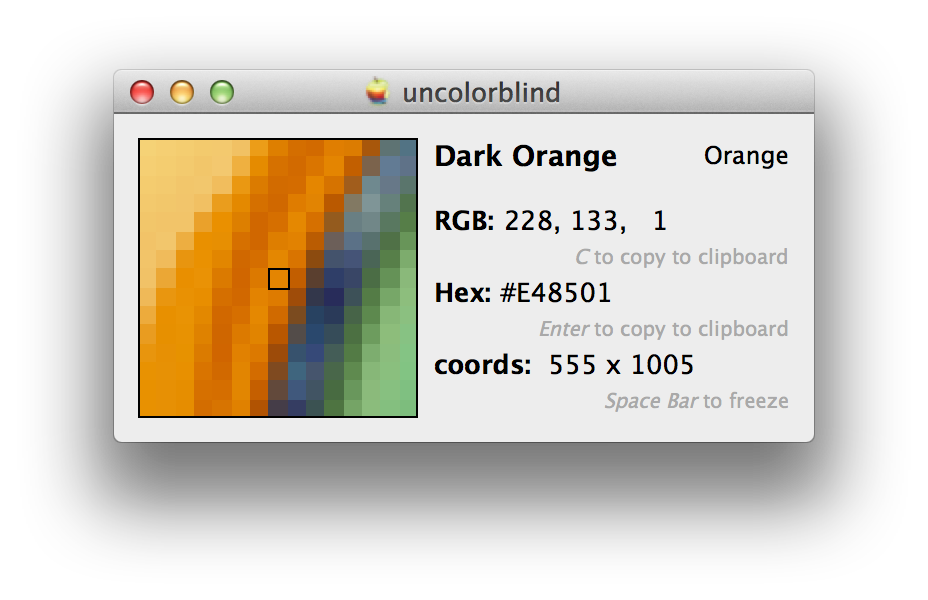 uncolorblind
Dark Orange Orange
RGB: 228, 133, 1
C to copy to clipboard
Hex: #E48501
Enter to copy to clipboard
coords: 555 x 1005
Space Bar to freeze